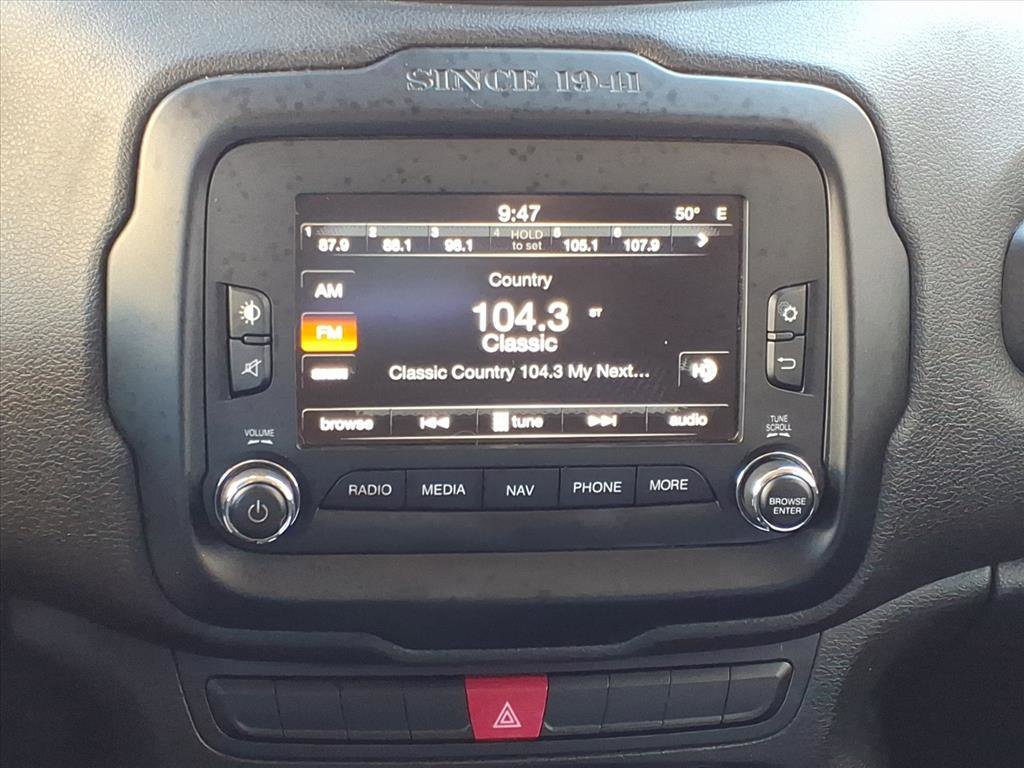 SINCE 1941
9:47
50° E
1 2 3 4 HOLD 5 6
87.9 88.1 98.1 to set 105.1 107.9
Country
AM
104.3 ST
FM
Classic
Classic Country 104.3 My Next...
browse tune audio
VOLUME
TUNE
SCROLL
RADIO MEDIA NAV PHONE MORE
BROWSE
ENTER